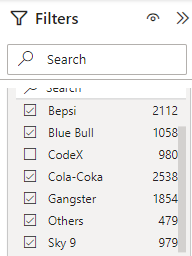 Filters
Search
Search
Bepsi 2112
Blue Bull 1058
CodeX 980
Cola-Coka 2538
Gangster 1854
Others 479
Sky 9 979